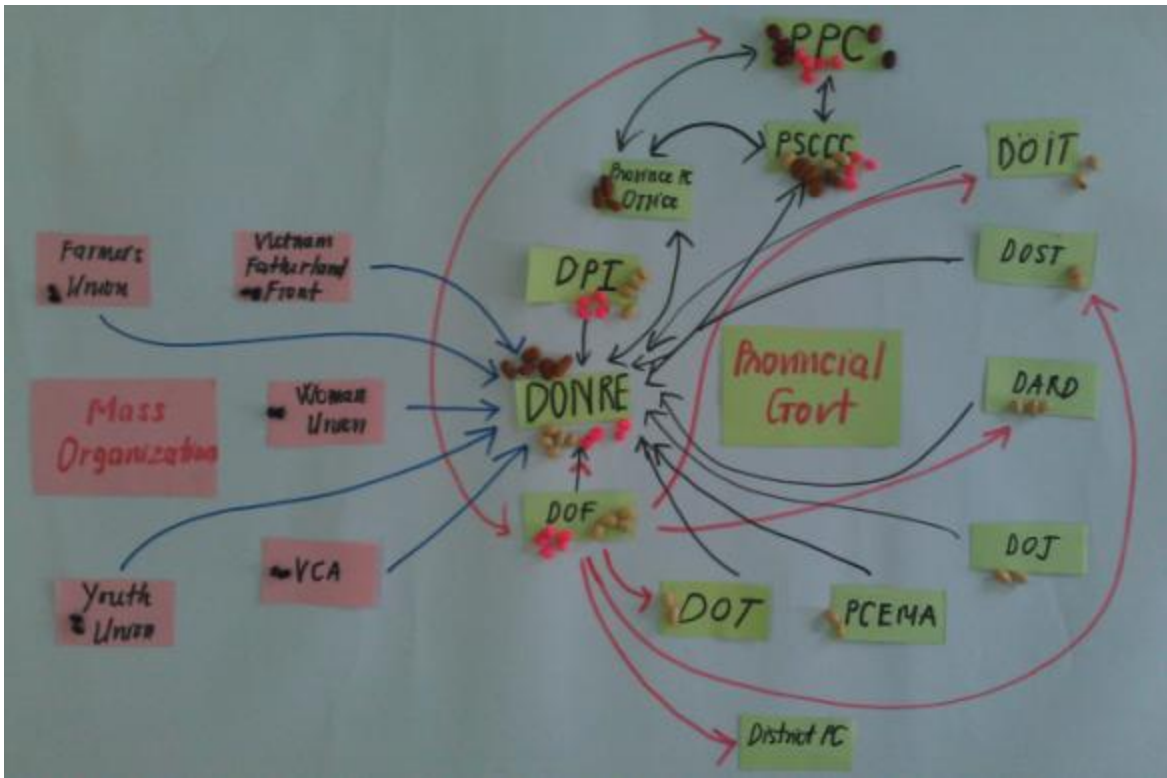 PPC
PSCCC
Province PC
Office
DOIT
DOST
Farmers
Union
Vietnam
Fatherland
Front
DPI
DONRE
Provincial
Govt
DARD
Mass
Organization
Woman
Union
DOF
DOJ
VCA
Youth
Union
DOT
PCEMA
District PC